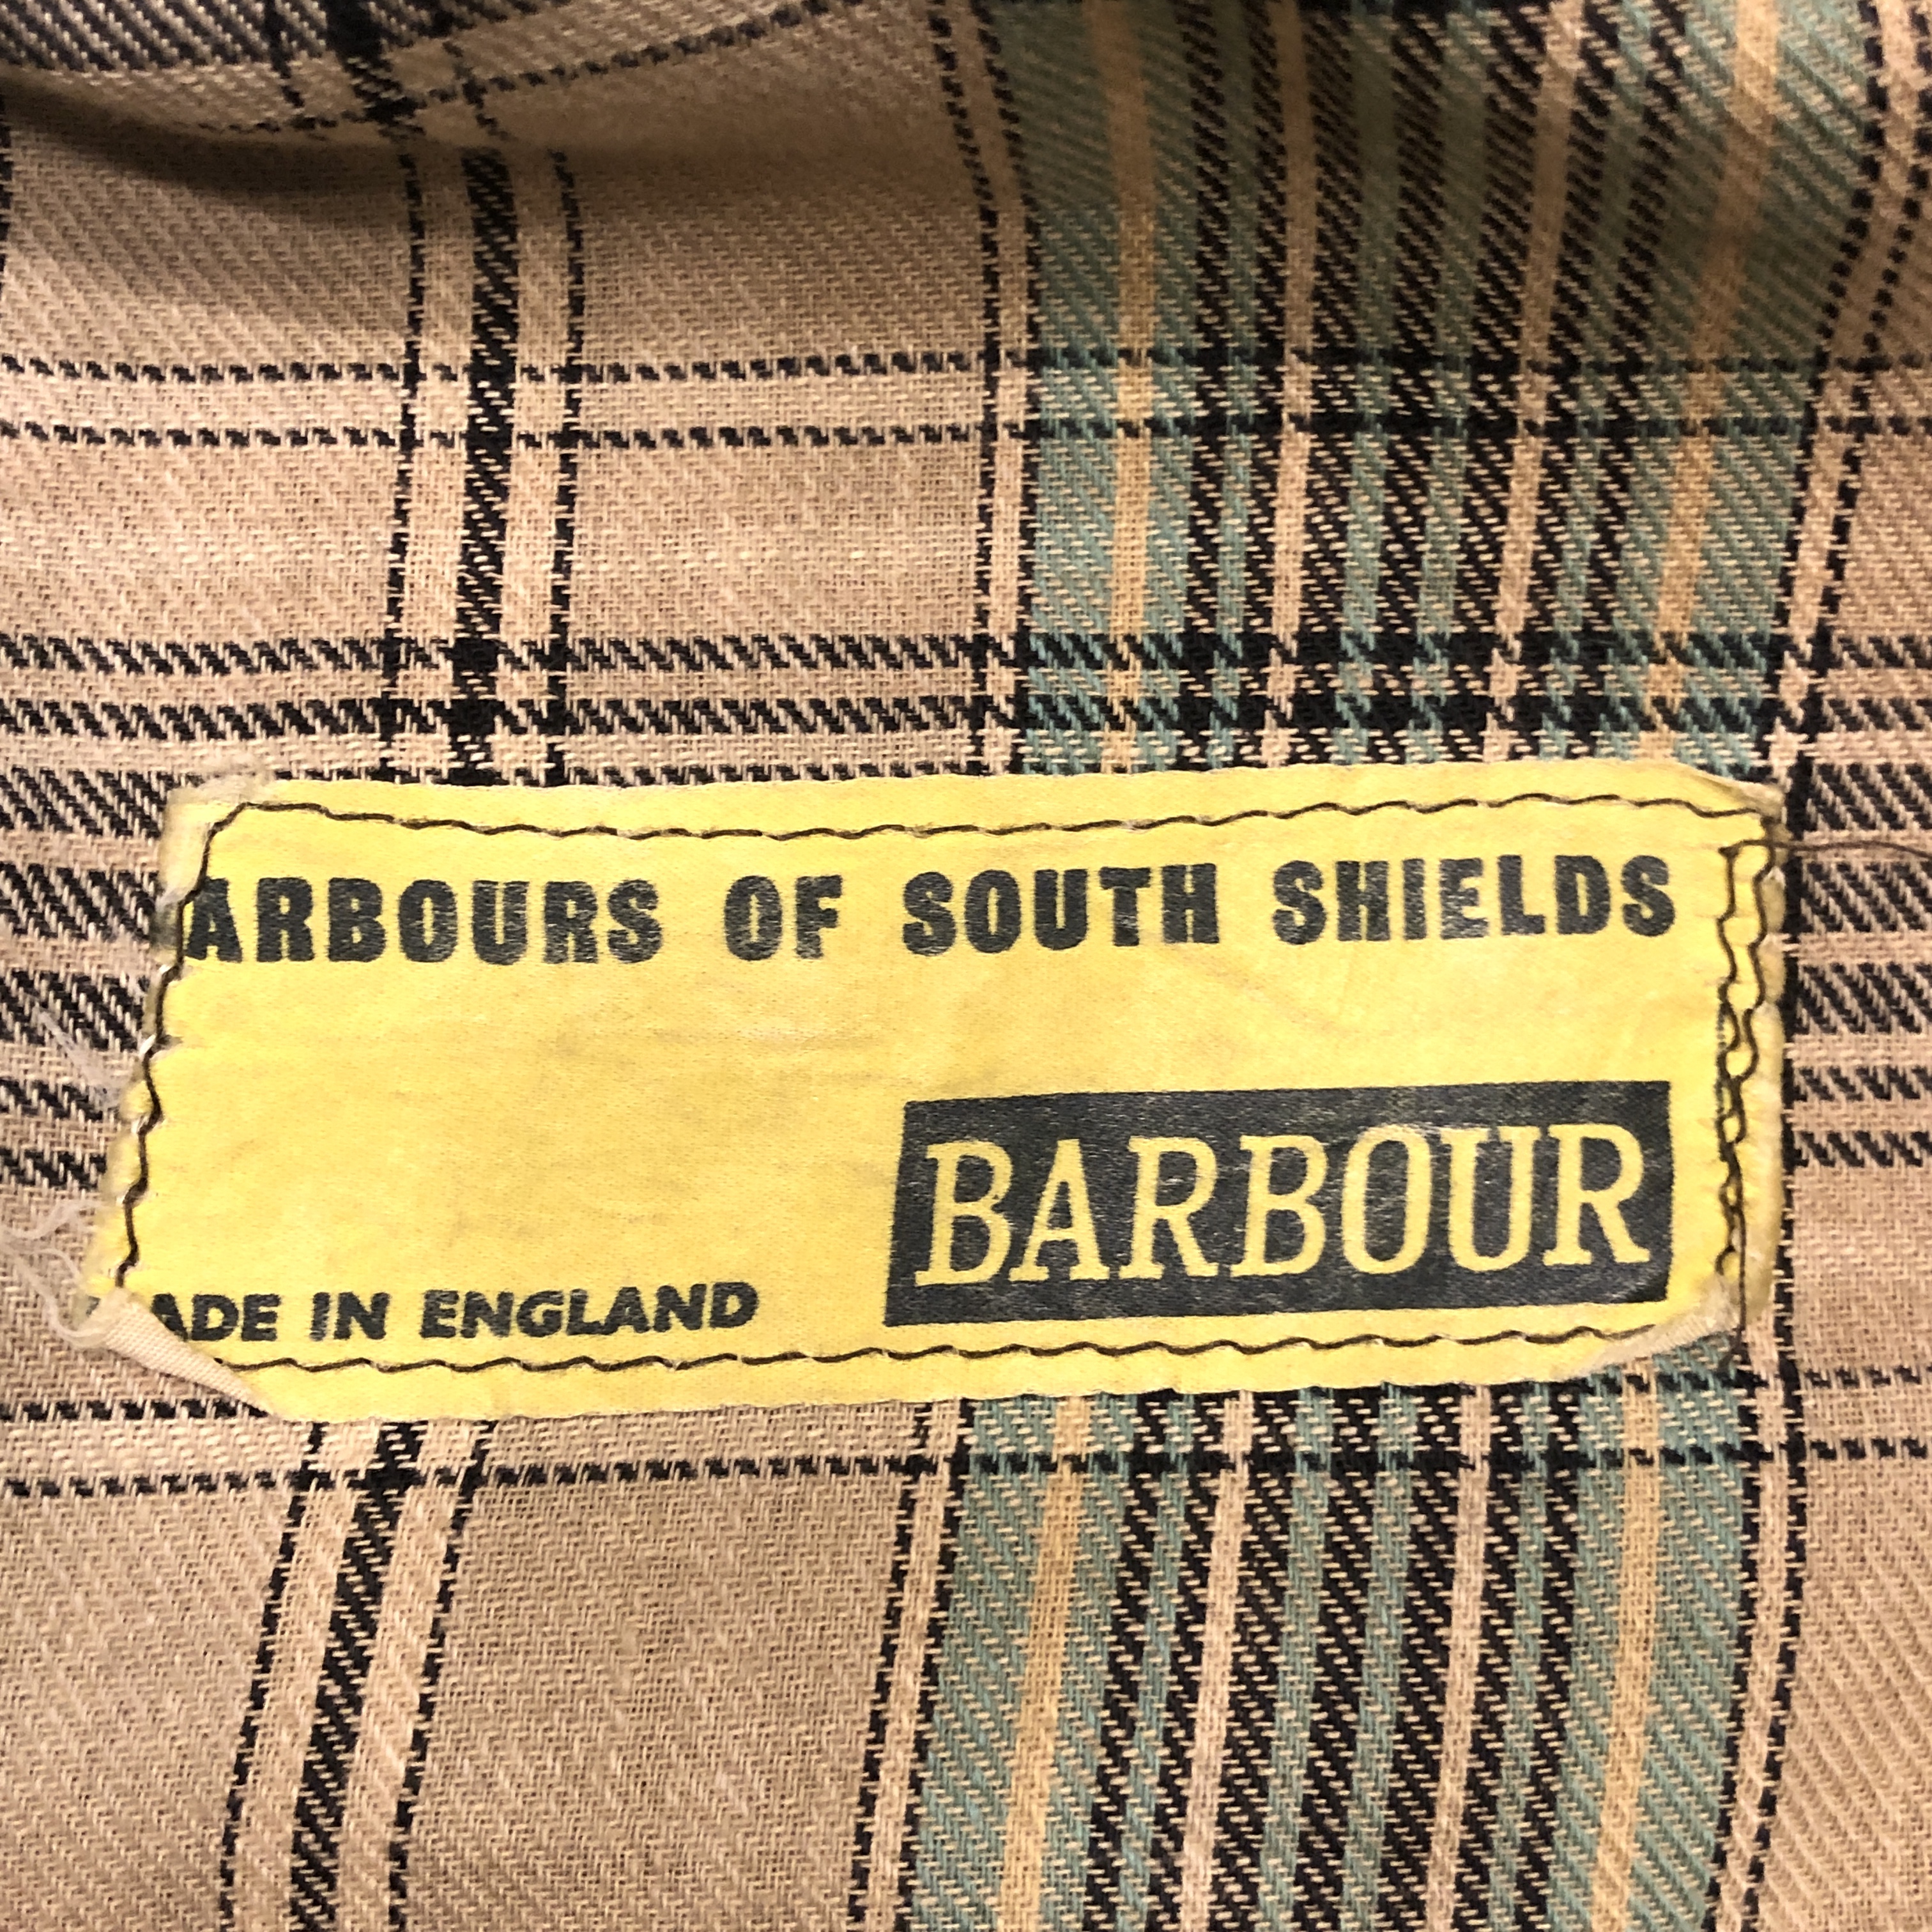 ARBOURS OF SOUTH SHIELDS
BARBOUR
ADE IN ENGLAND